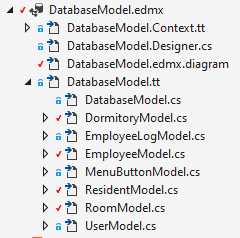 DatabaseModel.edmx
DatabaseModel.Context.tt
DatabaseModel.Designer.cs
DatabaseModel.edmx.diagram
DatabaseModel.tt
DatabaseModel.cs
DormitoryModel.cs
EmployeeLogModel.cs
EmployeeModel.cs
MenuButtonModel.cs
ResidentModel.cs
RoomModel.cs
UserModel.cs